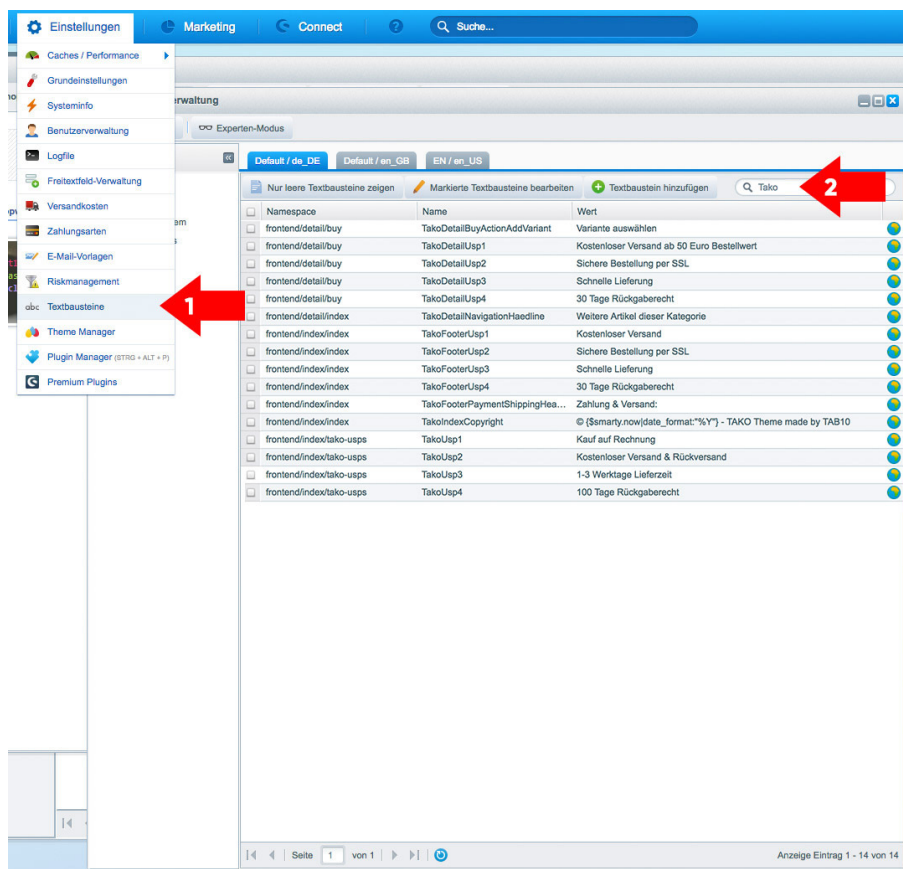 Einstellungen Marketing Connect ? Suche...
Caches / Performance
Grundeinstellungen
Systeminfo
Benutzerverwaltung
Logfile
Freitextfeld-Verwaltung
Versandkosten
Zahlungsarten
E-Mail-Vorlagen
Riskmanagement
abc Textbausteine
Theme Manager
Plugin Manager (STRG + ALT + P)
Premium Plugins
1
rwaltung
Experten-Modus
em
s
Default / de_DE Default / en_GB EN / en_US
Nur leere Textbausteine zeigen Markierte Textbausteine bearbeiten Textbaustein hinzufügen Tako
2
Namespace Name Wert
frontend/detail/buy TakoDetailBuyActionAddVariant Variante auswählen
frontend/detail/buy TakoDetailUsp1 Kostenloser Versand ab 50 Euro Bestellwert
frontend/detail/buy TakoDetailUsp2 Sichere Bestellung per SSL
frontend/detail/buy TakoDetailUsp3 Schnelle Lieferung
frontend/detail/buy TakoDetailUsp4 30 Tage Rückgaberecht
frontend/detail/index TakoDetailNavigationHaedline Weitere Artikel dieser Kategorie
frontend/index/index TakoFooterUsp1 Kostenloser Versand
frontend/index/index TakoFooterUsp2 Sichere Bestellung per SSL
frontend/index/index TakoFooterUsp3 Schnelle Lieferung
frontend/index/index TakoFooterUsp4 30 Tage Rückgaberecht
frontend/index/index TakoFooterPaymentShippingHea... Zahlung & Versand:
frontend/index/index TakoIndexCopyright © {$smarty.now|date_format:"%Y"} - TAKO Theme made by TAB10
frontend/index/tako-usps TakoUsp1 Kauf auf Rechnung
frontend/index/tako-usps TakoUsp2 Kostenloser Versand & Rückversand
frontend/index/tako-usps TakoUsp3 1-3 Werktage Lieferzeit
frontend/index/tako-usps TakoUsp4 100 Tage Rückgaberecht
Seite 1 von 1 Anzeige Eintrag 1 - 14 von 14